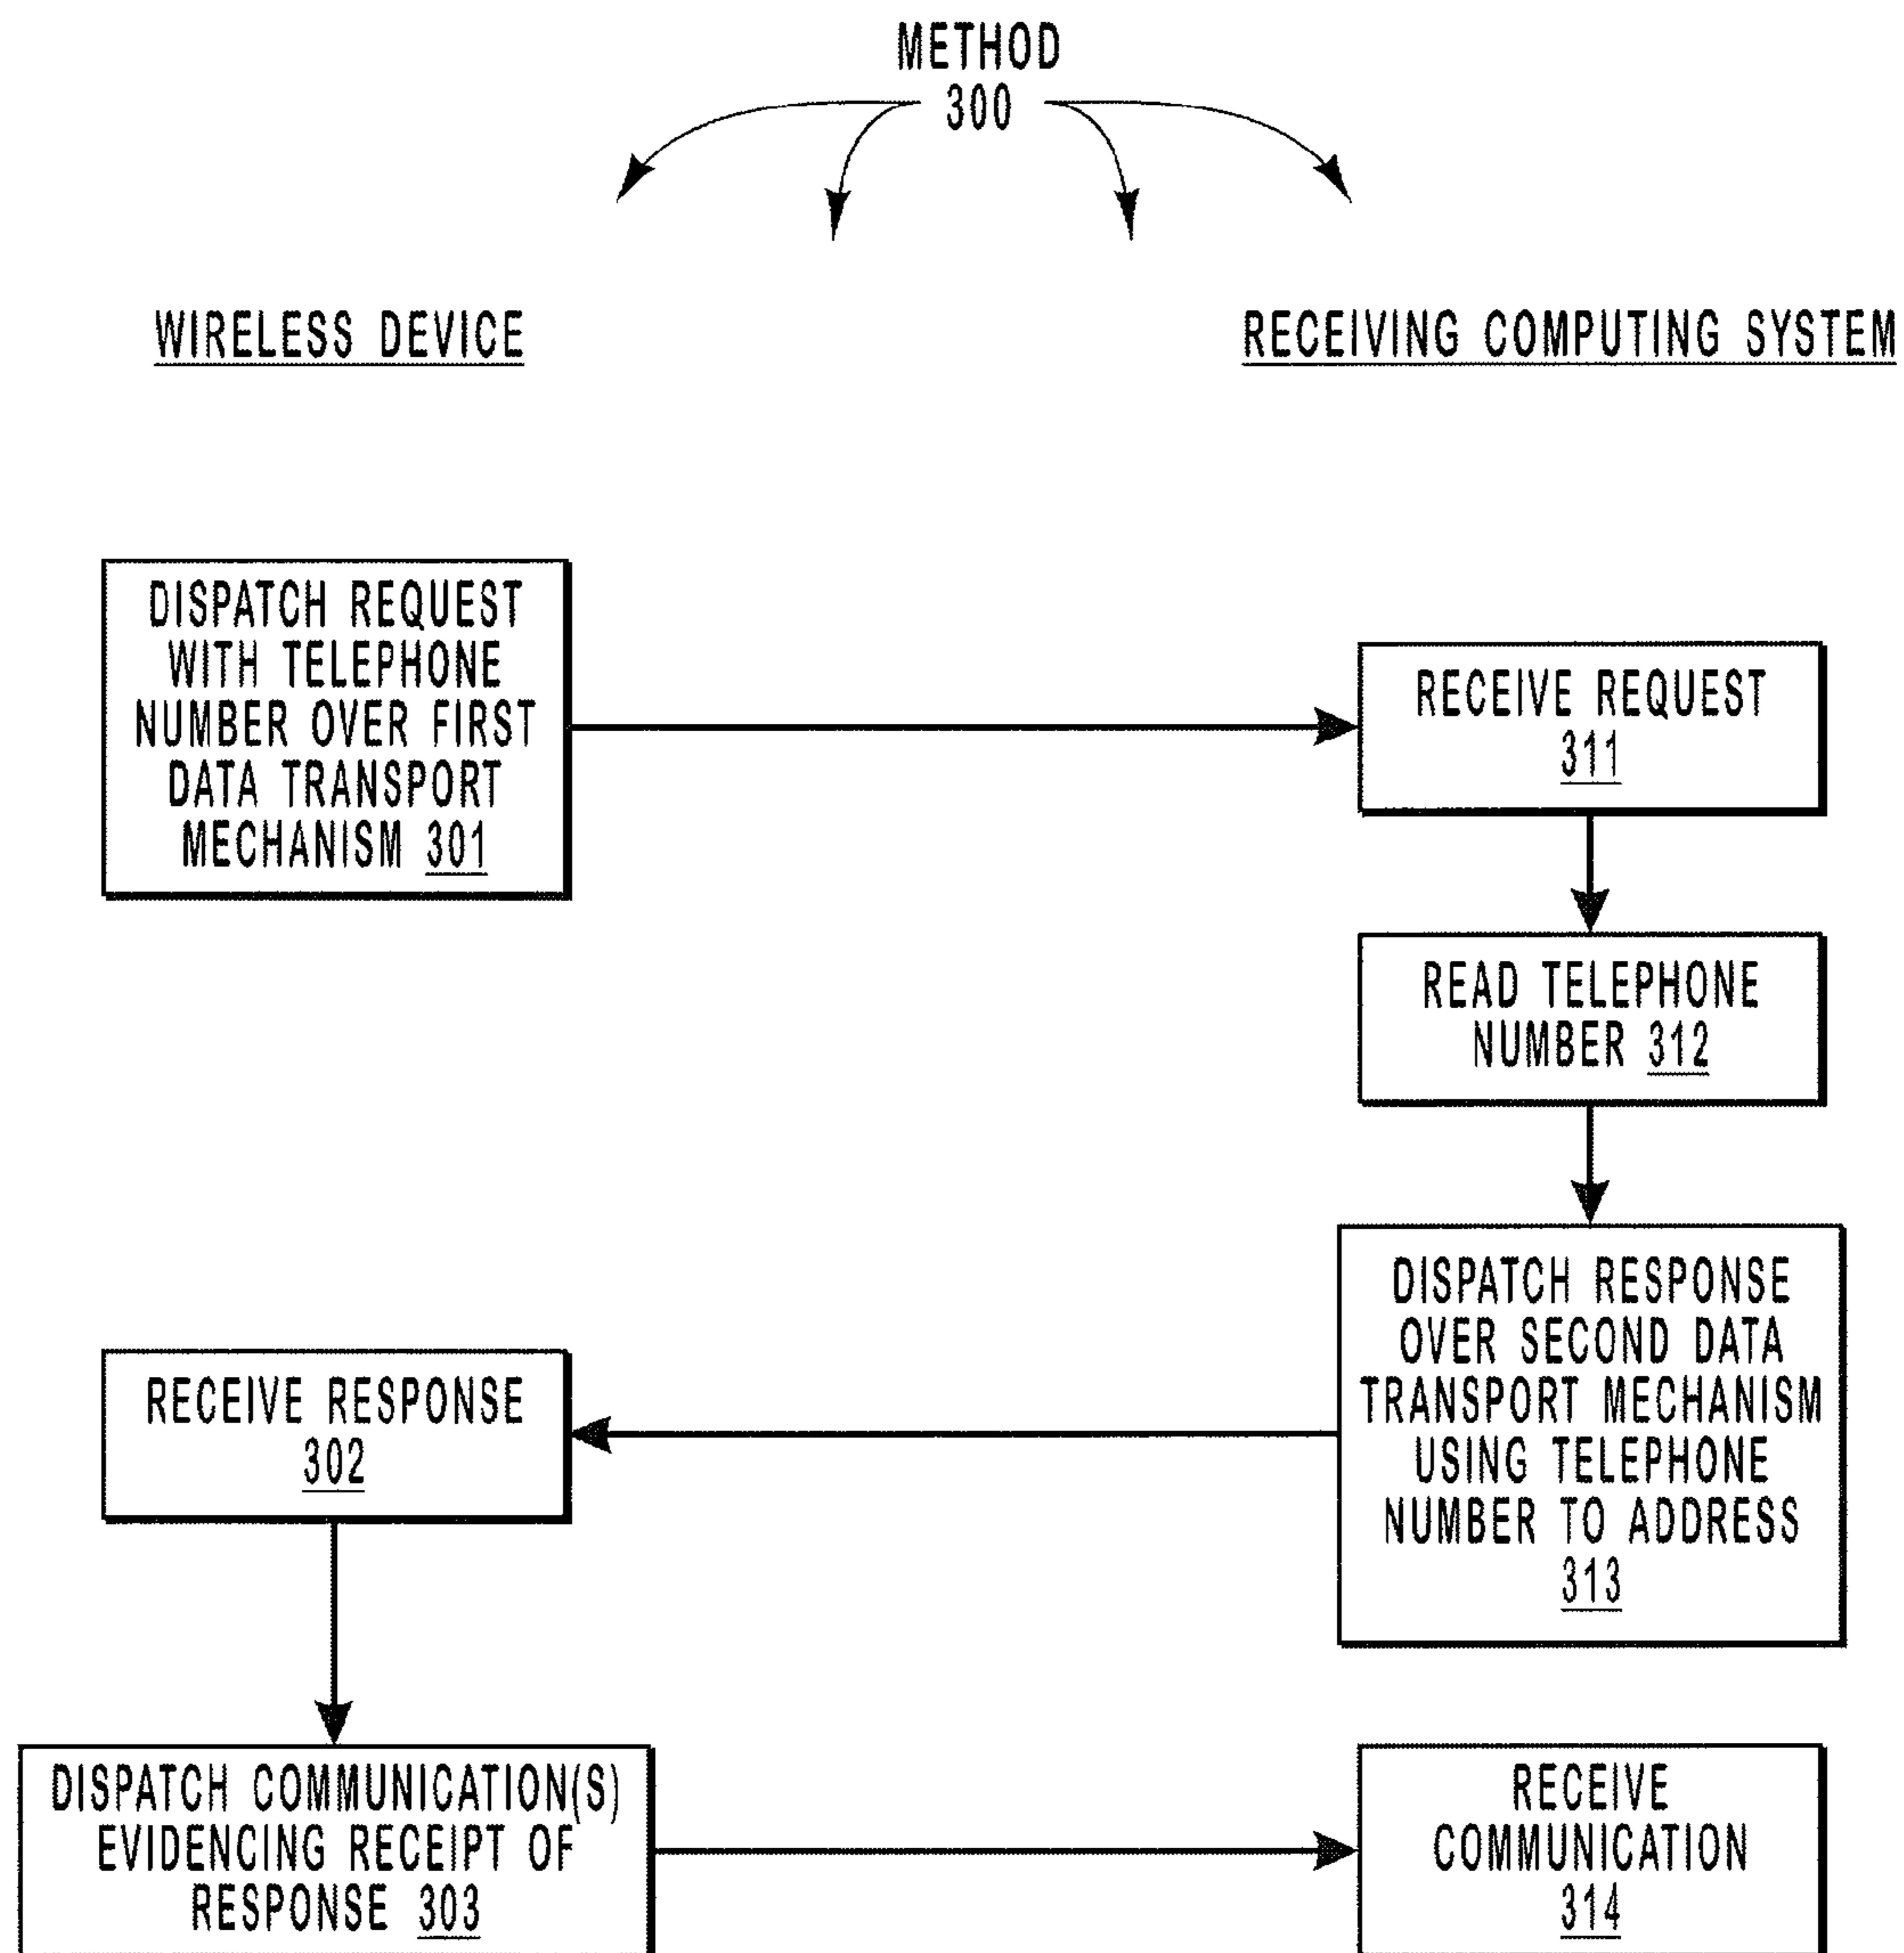 METHOD
300
WIRELESS DEVICE
RECEIVING COMPUTING SYSTEM
DISPATCH REQUEST
WITH TELEPHONE
NUMBER OVER FIRST
DATA TRANSPORT
MECHANISM 301
RECEIVE REQUEST
311
READ TELEPHONE
NUMBER 312
DISPATCH RESPONSE
OVER SECOND DATA
TRANSPORT MECHANISM
USING TELEPHONE
NUMBER TO ADDRESS
313
RECEIVE RESPONSE
302
DISPATCH COMMUNICATION(S)
EVIDENCING RECEIPT OF
RESPONSE 303
RECEIVE
COMMUNICATION
314